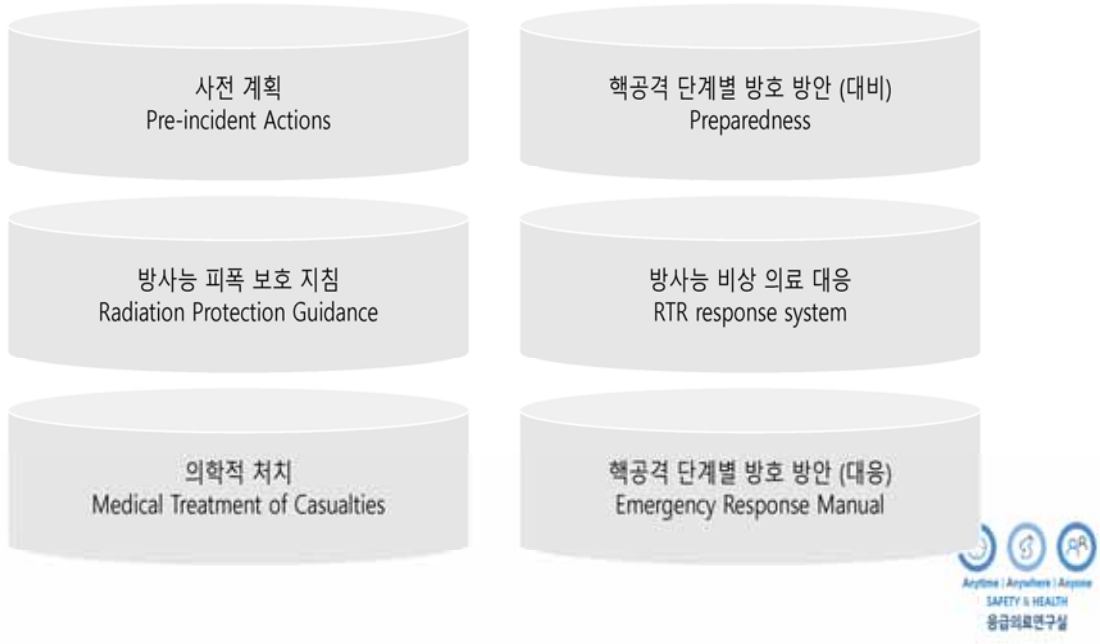 사전 계획
Pre-incident Actions
핵공격 단계별 방호 방안 (대비)
Preparedness
방사능 피폭 보호 지침
Radiation Protection Guidance
방사능 비상 의료 대응
RTR response system
의학적 처치
Medical Treatment of Casualties
핵공격 단계별 방호 방안 (대응)
Emergency Response Manual
Anytime | Anywhere | Anyone
SAFETY & HEALTH
응급의료연구실